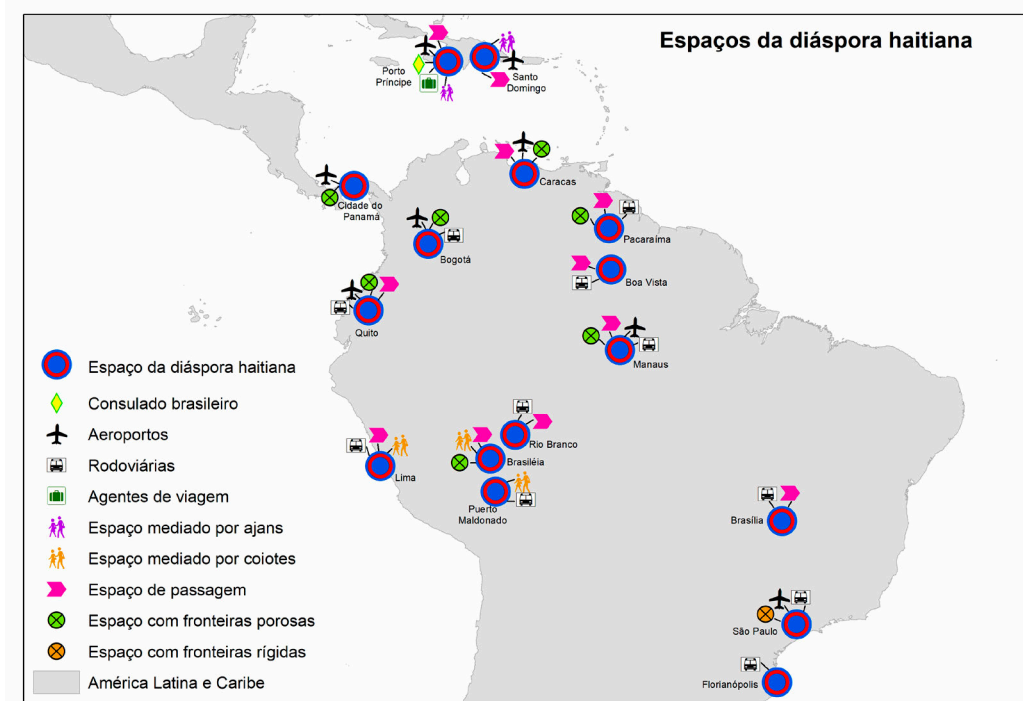 Espaços da diáspora haitiana
Porto
Príncipe
Santo
Domingo
Caracas
Cidade do
Panamá
Pacaraíma
Bogotá
Boa Vista
Quito
Manaus
Espaço da diáspora haitiana
Consulado brasileiro
Aeroportos
Rodoviárias
Agentes de viagem
Espaço mediado por ajans
Espaço mediado por coiotes
Espaço de passagem
Espaço com fronteiras porosas
Espaço com fronteiras rígidas
América Latina e Caribe
Rio Branco
Brasiléia
Lima
Puerto
Maldonado
Brasília
São Paulo
Florianópolis